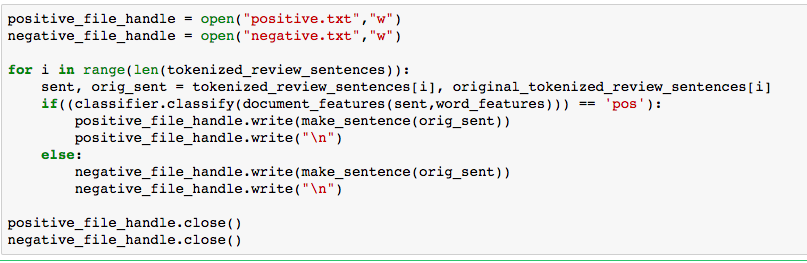 positive_file_handle = open("positive.txt","w")
negative_file_handle = open("negative.txt","w")

for i in range(len(tokenized_review_sentences)):
    sent, orig_sent = tokenized_review_sentences[i], original_tokenized_review_sentences[i]
    if((classifier.classify(document_features(sent,word_features))) == 'pos'):
        positive_file_handle.write(make_sentence(orig_sent))
        positive_file_handle.write("\n")
    else:
        negative_file_handle.write(make_sentence(orig_sent))
        negative_file_handle.write("\n")

positive_file_handle.close()
negative_file_handle.close()